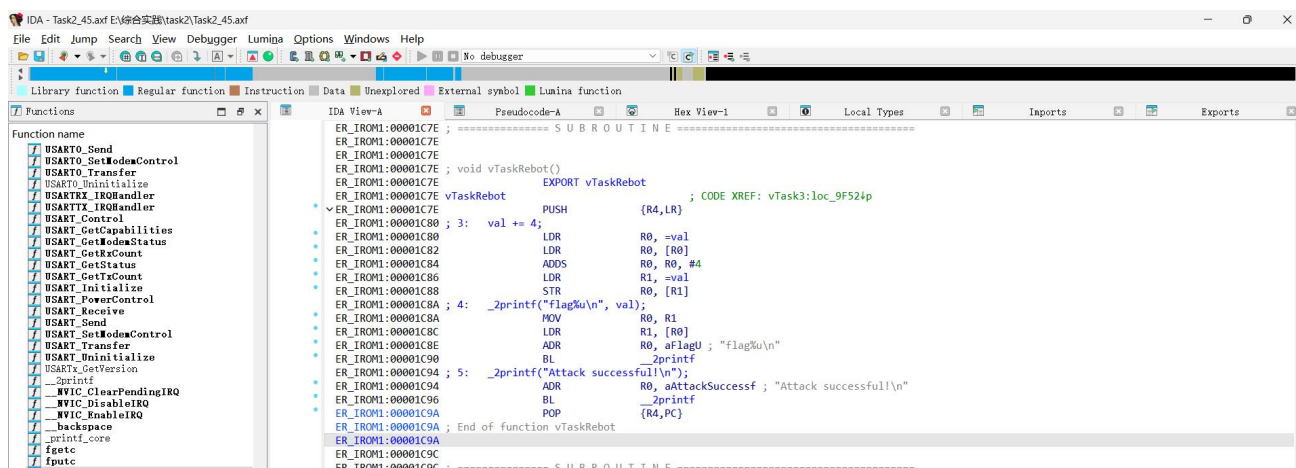 IDA - Task2_45.axf E:\综合实践\task2\Task2_45.axf
File Edit Jump Search View Debugger Lumina Options Windows Help
No debugger
Library function Regular function Instruction Data Unexplored External symbol Lumina function
Functions
IDA View-A Pseudocode-A Hex View-1 Local Types Imports Exports
Function name
USART0_Send
USART0_SetModemControl
USART0_Transfer
USART0_Uninitialize
USARTRX_IRQHandler
USARTTX_IRQHandler
USART_Control
USART_GetCapabilities
USART_GetModemStatus
USART_GetRxCount
USART_GetStatus
USART_GetTxCount
USART_Initialize
USART_PowerControl
USART_Receive
USART_Send
USART_SetModemControl
USART_Transfer
USART_Uninitialize
USARTx_GetVersion
__2printf
__NVIC_ClearPendingIRQ
__NVIC_DisableIRQ
__NVIC_EnableIRQ
__backspace
_printf_core
fgetc
fputc
ER_IROM1:00001C7E ; =============== S U B R O U T I N E =======================================
ER_IROM1:00001C7E
ER_IROM1:00001C7E
ER_IROM1:00001C7E ; void vTaskRebot()
ER_IROM1:00001C7E EXPORT vTaskRebot
ER_IROM1:00001C7E vTaskRebot ; CODE XREF: vTask3:loc_9F52↓p
ER_IROM1:00001C7E PUSH {R4,LR}
ER_IROM1:00001C80 ; 3: val += 4;
ER_IROM1:00001C80 LDR R0, =val
ER_IROM1:00001C82 LDR R0, [R0]
ER_IROM1:00001C84 ADDS R0, R0, #4
ER_IROM1:00001C86 LDR R1, =val
ER_IROM1:00001C88 STR R0, [R1]
ER_IROM1:00001C8A ; 4: _2printf("flag%u\n", val);
ER_IROM1:00001C8A MOV R0, R1
ER_IROM1:00001C8C LDR R1, [R0]
ER_IROM1:00001C8E ADR R0, aFlagU ; "flag%u\n"
ER_IROM1:00001C90 BL __2printf
ER_IROM1:00001C94 ; 5: _2printf("Attack successful!\n");
ER_IROM1:00001C94 ADR R0, aAttackSuccessf ; "Attack successful!\n"
ER_IROM1:00001C96 BL __2printf
ER_IROM1:00001C9A POP {R4,PC}
ER_IROM1:00001C9A ; End of function vTaskRebot
ER_IROM1:00001C9A
ER_IROM1:00001C9C
ER_IROM1:00001C9C ; =============== S U B R O U T I N E =======================================